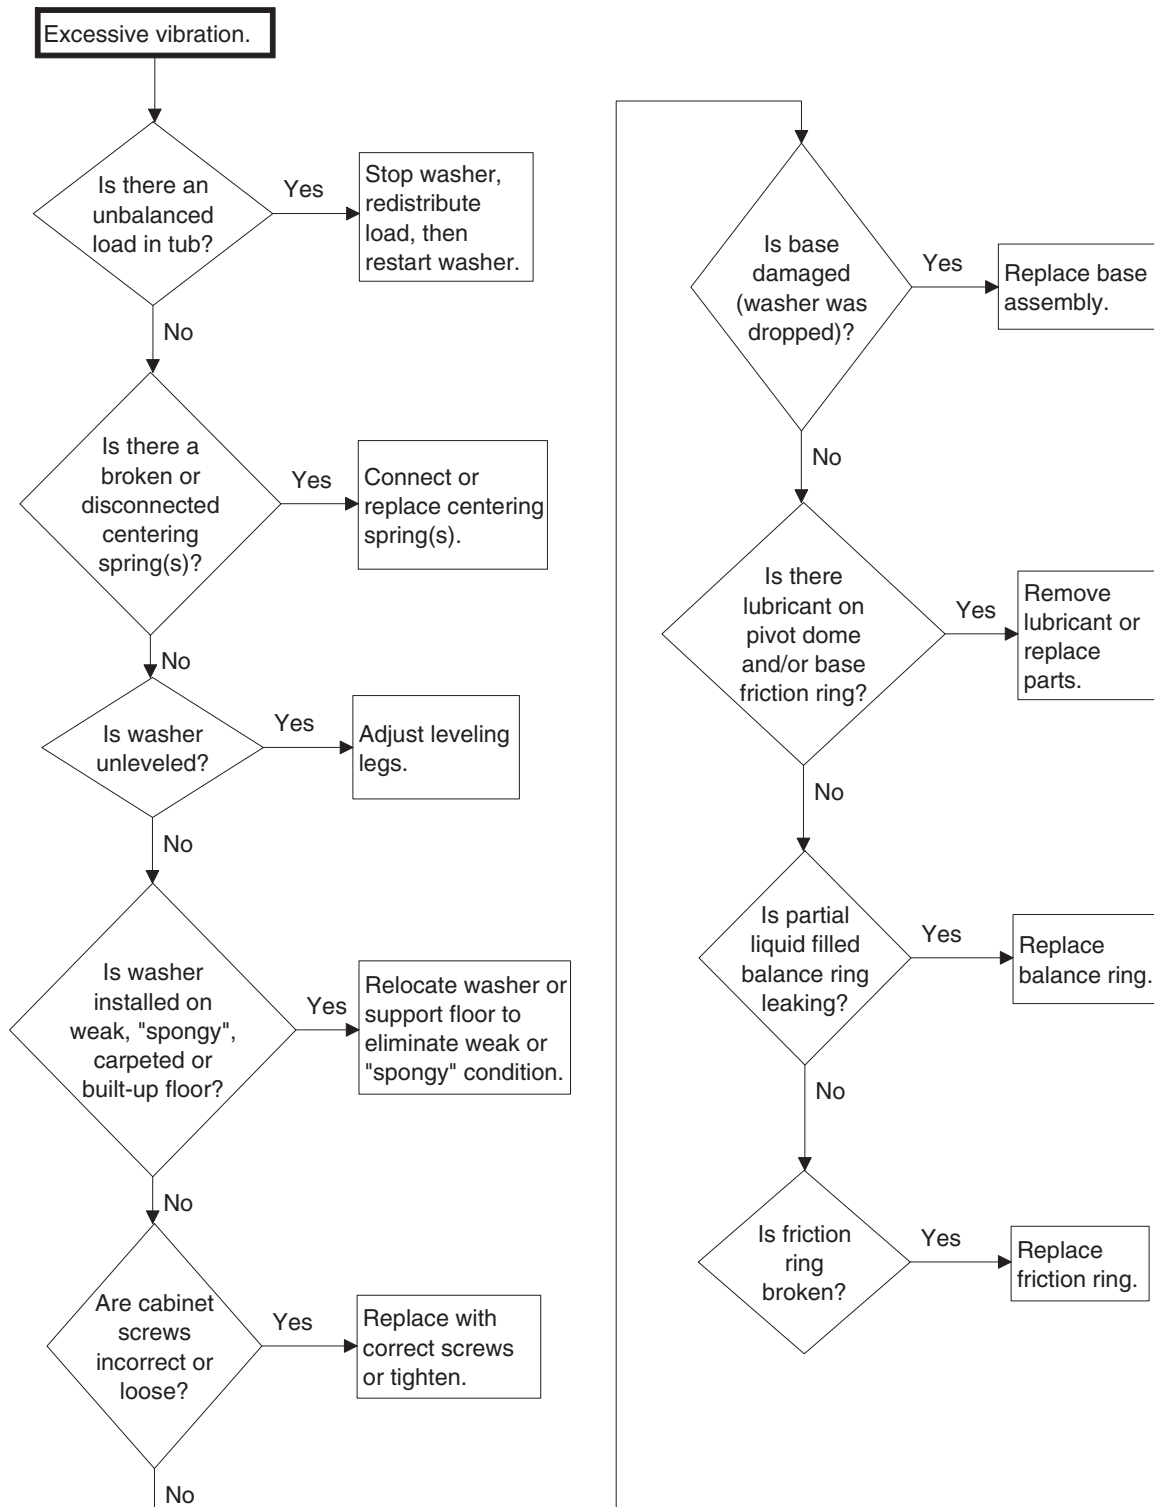 Excessive vibration.
Is there an
unbalanced
load in tub?
Yes
Stop washer,
redistribute
load, then
restart washer.
No
Is there a
broken or
disconnected
centering
spring(s)?
Yes
Connect or
replace centering
spring(s).
No
Is washer
unleveled?
Yes
Adjust leveling
legs.
No
Is washer
installed on
weak, "spongy",
carpeted or
built-up floor?
Yes
Relocate washer or
support floor to
eliminate weak or
"spongy" condition.
No
Are cabinet
screws
incorrect or
loose?
Yes
Replace with
correct screws
or tighten.
No
Is base
damaged
(washer was
dropped)?
Yes
Replace base
assembly.
No
Is there
lubricant on
pivot dome
and/or base
friction ring?
Yes
Remove
lubricant or
replace
parts.
No
Is partial
liquid filled
balance ring
leaking?
Yes
Replace
balance ring.
No
Is friction
ring
broken?
Yes
Replace
friction ring.